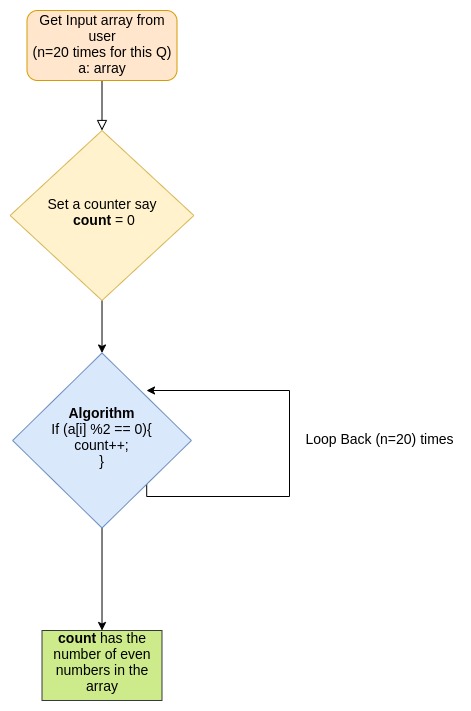 Get Input array from
user
(n=20 times for this Q)
a: array
Set a counter say
count = 0
Algorithm
If (a[i] %2 == 0){
count++;
}
Loop Back (n=20) times
count has the
number of even
numbers in the
array